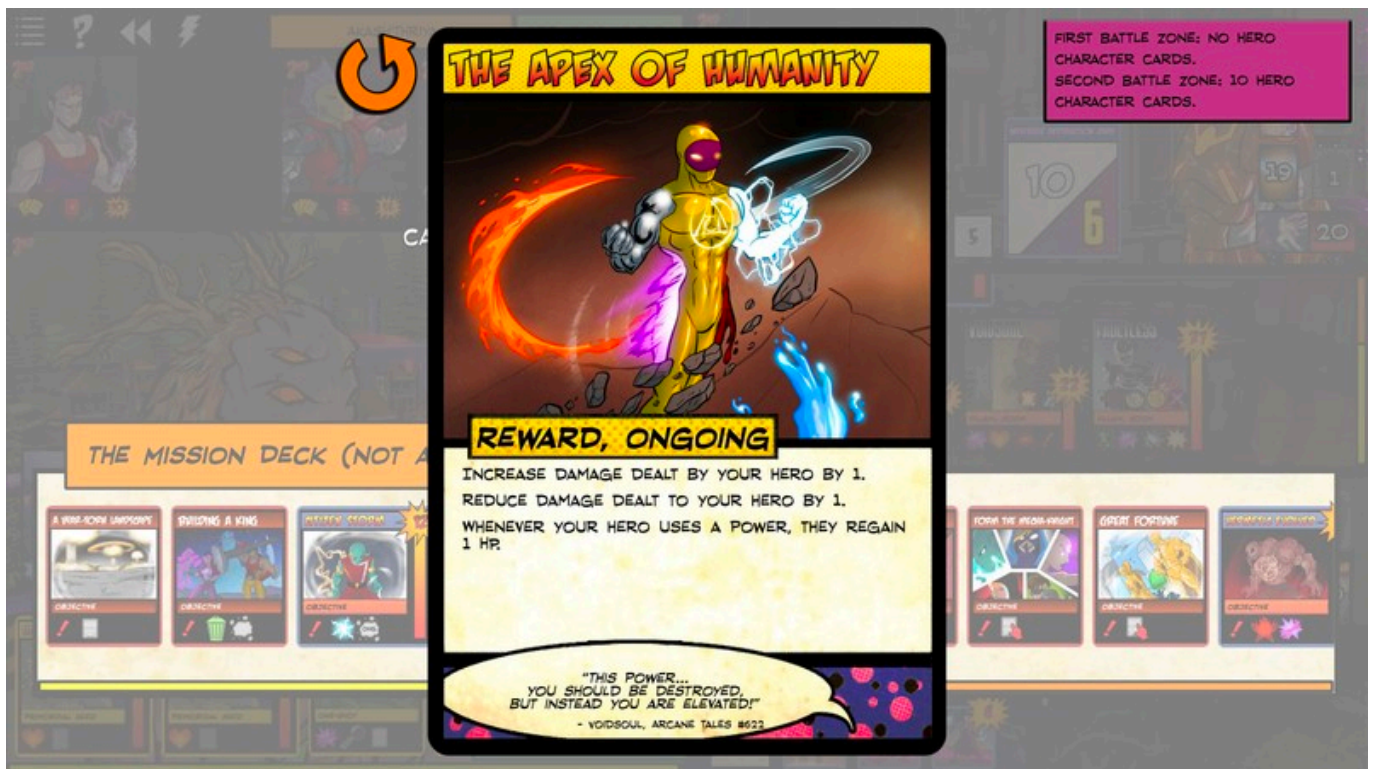 THE APEX OF HUMANITY
FIRST BATTLE ZONE: NO HERO
CHARACTER CARDS.
SECOND BATTLE ZONE: 10 HERO
CHARACTER CARDS.
10
6
5
19
1
20
REWARD, ONGOING
INCREASE DAMAGE DEALT BY YOUR HERO BY 1.
REDUCE DAMAGE DEALT TO YOUR HERO BY 1.
WHENEVER YOUR HERO USES A POWER, THEY REGAIN
1 HP.
THE MISSION DECK (NOT A
A WAR-TORN LANDSCAPE
OBJECTIVE
BUILDING A KING
OBJECTIVE
OBJECTIVE
FORM THE MEGA-KNIGHT
OBJECTIVE
GREAT FORTUNE
OBJECTIVE
OBJECTIVE
"THIS POWER...
YOU SHOULD BE DESTROYED,
BUT INSTEAD YOU ARE ELEVATED!"
- VOIDSOUL, ARCANE TALES #622